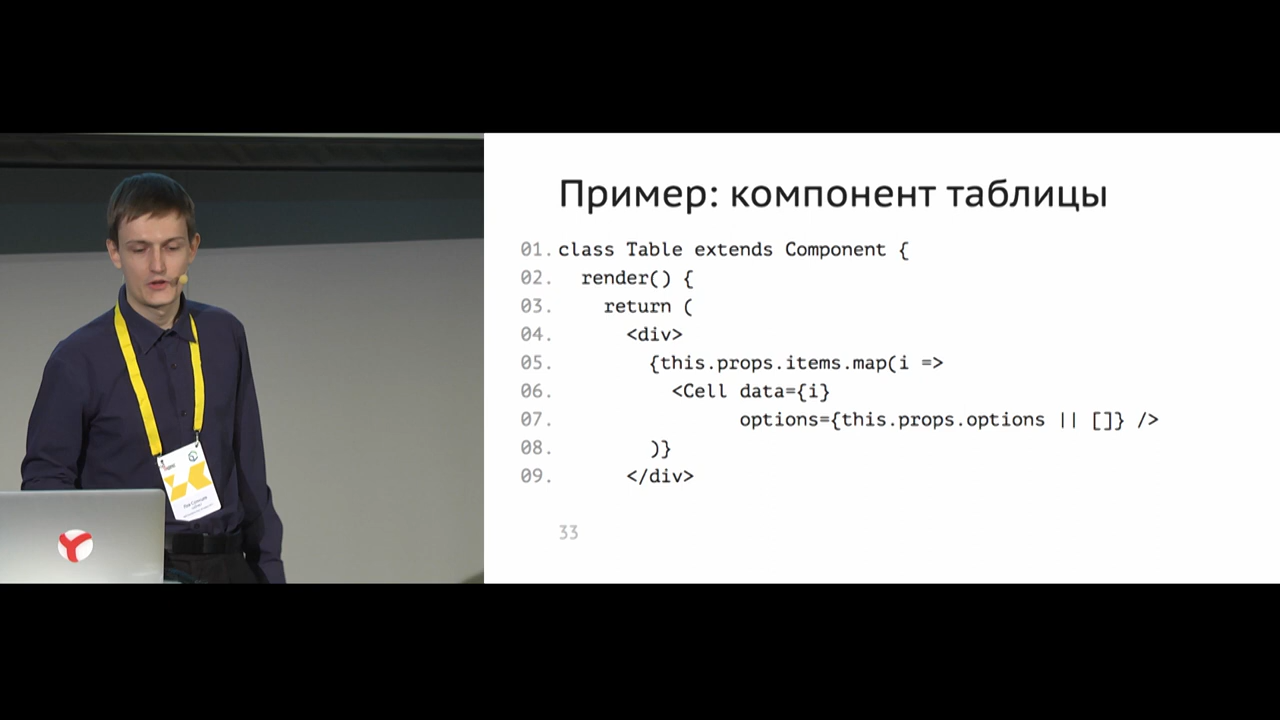 Пример: компонент таблицы
01. class Table extends Component {
02. render() {
03. return (
04. <div>
05. {this.props.items.map(i =>
06. <Cell data={i}
07. options={this.props.options || []} />
08. )}
09. </div>
33